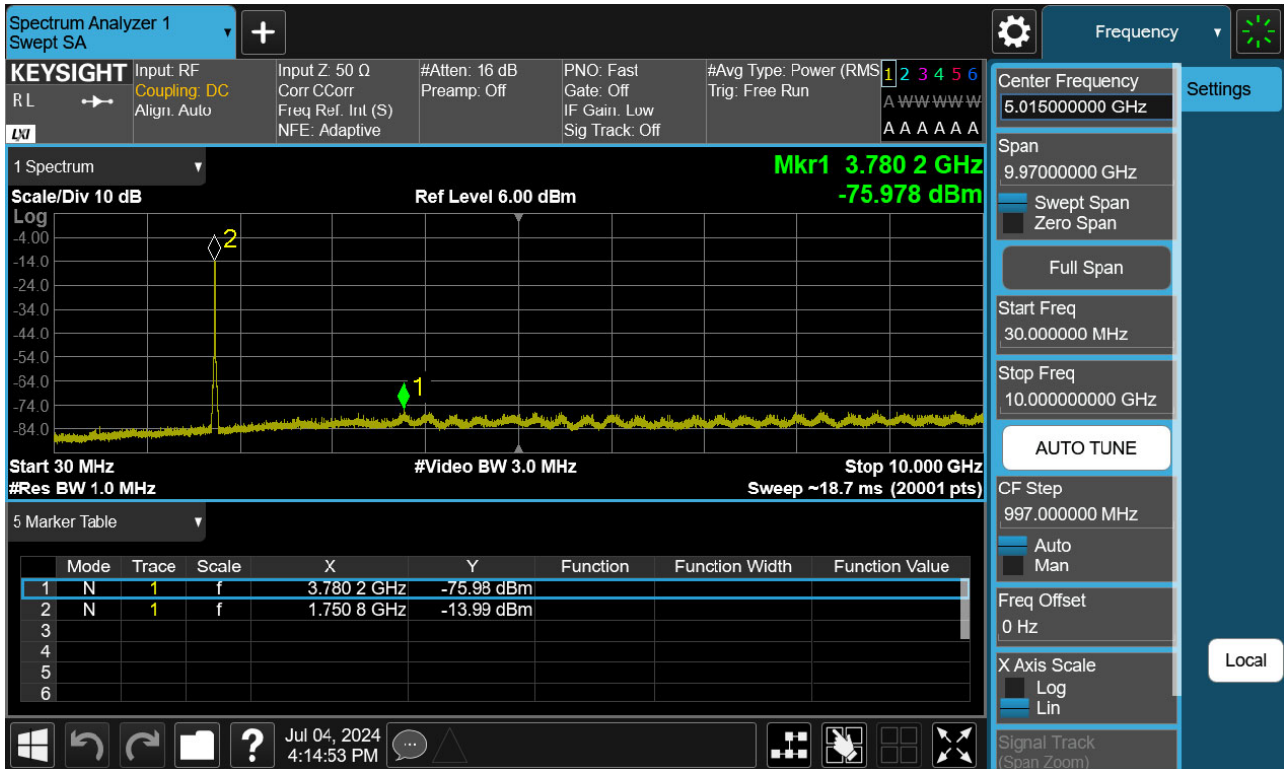 Spectrum Analyzer 1
Swept SA
Frequency
KEYSIGHT
R L
LXI
Input: RF
Coupling: DC
Align: Auto
Input Z: 50 Ω
Corr CCorr
Freq Ref: Int (S)
NFE: Adaptive
#Atten: 16 dB
Preamp: Off
PNO: Fast
Gate: Off
IF Gain: Low
Sig Track: Off
#Avg Type: Power (RMS
Trig: Free Run
1 2 3 4 5 6
A W W W W W
A A A A A A
1 Spectrum
Mkr1 3.780 2 GHz
Scale/Div 10 dB
Ref Level 6.00 dBm
-75.978 dBm
Log
-4.00
-14.0
-24.0
-34.0
-44.0
-54.0
-64.0
-74.0
-84.0
2
1
Start 30 MHz
#Video BW 3.0 MHz
Stop 10.000 GHz
#Res BW 1.0 MHz
Sweep ~18.7 ms (20001 pts)
5 Marker Table
Mode Trace Scale X Y Function Function Width Function Value
1 N 1 f 3.780 2 GHz -75.98 dBm
2 N 1 f 1.750 8 GHz -13.99 dBm
3
4
5
6
Jul 04, 2024
4:14:53 PM
Center Frequency
5.015000000 GHz
Span
9.97000000 GHz
Swept Span
Zero Span
Full Span
Start Freq
30.000000 MHz
Stop Freq
10.000000000 GHz
AUTO TUNE
CF Step
997.000000 MHz
Auto
Man
Freq Offset
0 Hz
X Axis Scale
Log
Lin
Signal Track
(Span Zoom)
Settings
Local